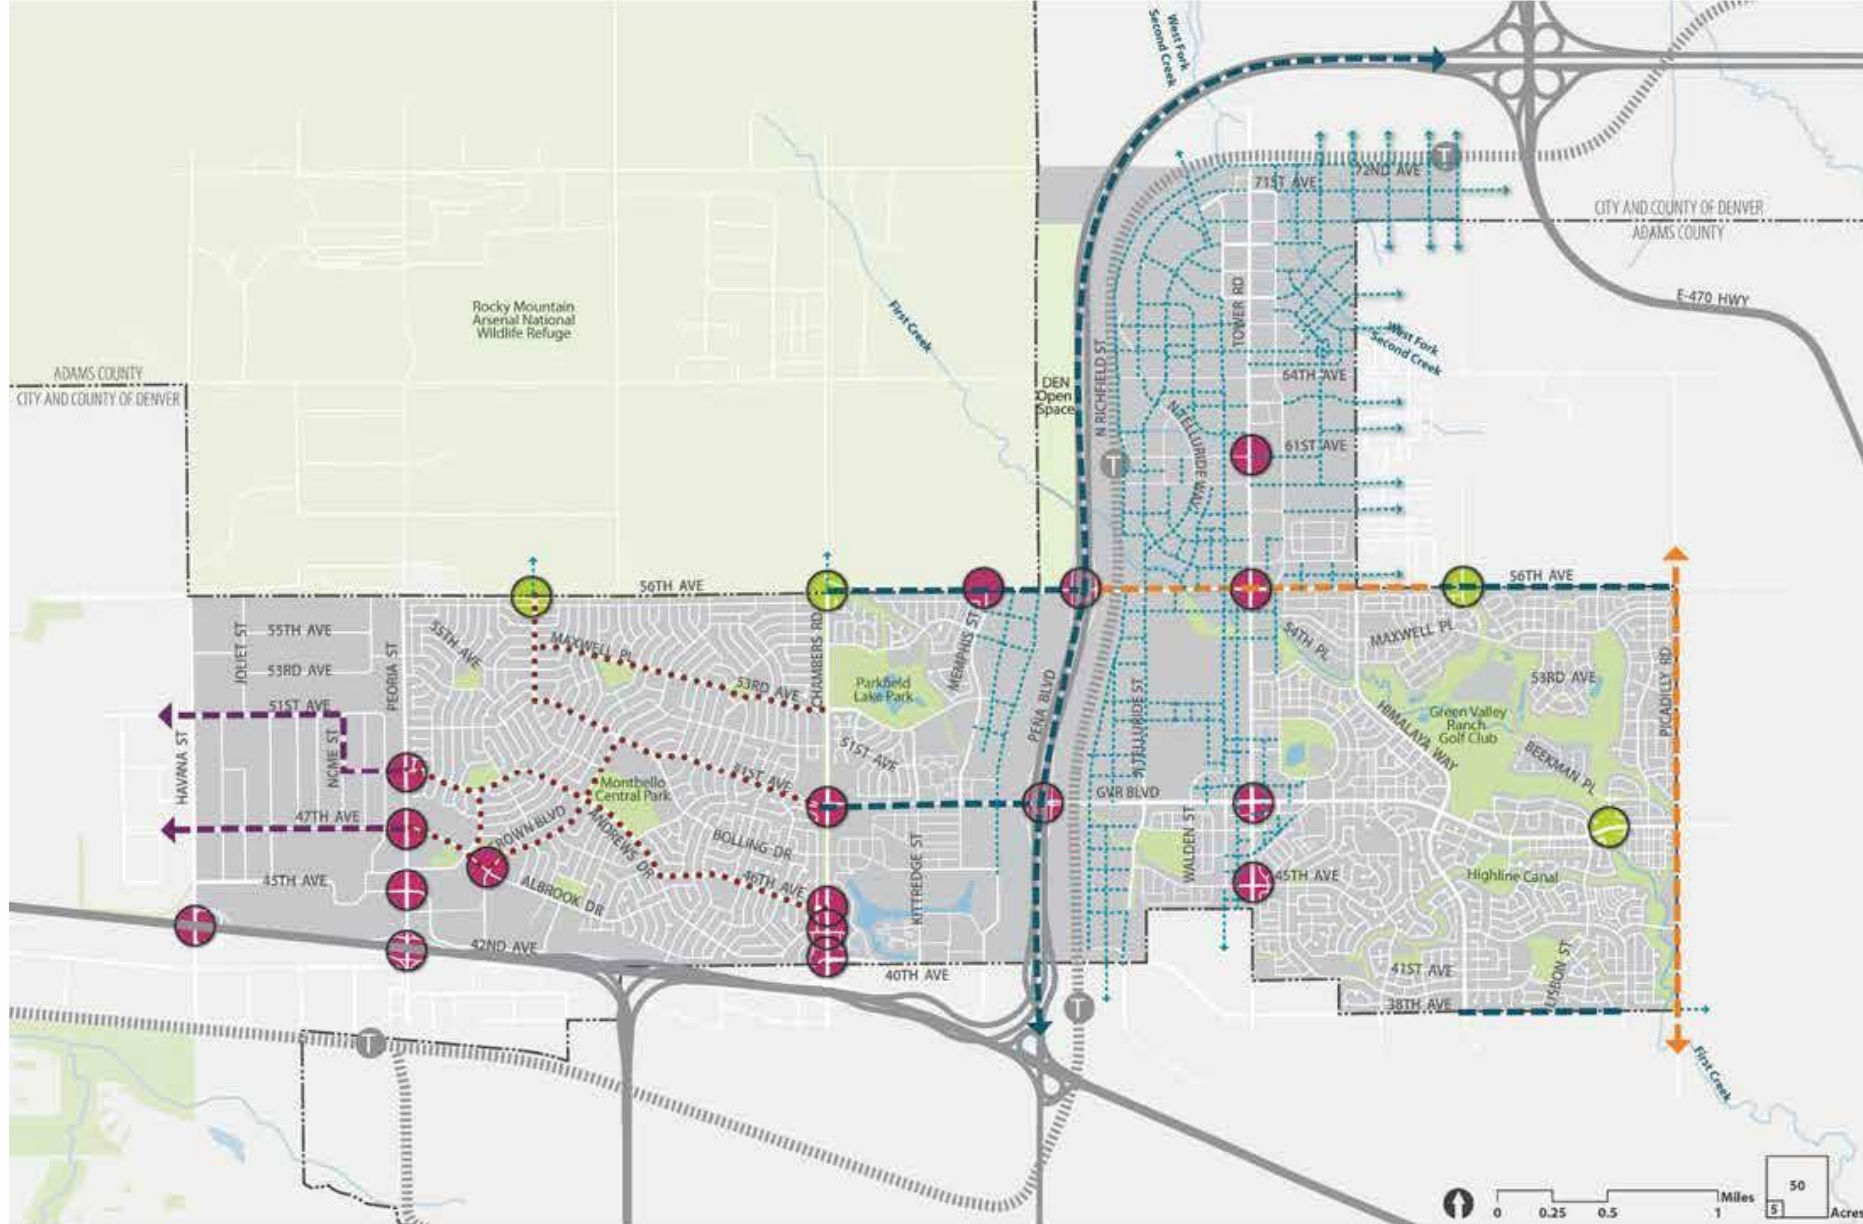 West Fork
Second Creek
T
72ND AVE
71ST AVE
CITY AND COUNTY OF DENVER
ADAMS COUNTY
E-470 HWY
Rocky Mountain
Arsenal National
Wildlife Refuge
First Creek
TOWER RD
West Fork
Second Creek
ADAMS COUNTY
CITY AND COUNTY OF DENVER
DEN
Open
Space
N RICHFIELD ST
64TH AVE
N TELLURIDE WAY
61ST AVE
T
56TH AVE
56TH AVE
JOLIET ST
55TH AVE
55TH AVE
MAXWELL PL
CHAMBERS RD
MEMPHIS ST
54TH PL
MAXWELL PL
53RD AVE
PEORIA ST
53RD AVE
Parkfield
Lake Park
53RD AVE
PICADILLY RD
51ST AVE
PENA BLVD
N TELLURIDE ST
HIMALAYA WAY
Green Valley
Ranch
Golf Club
HAVANA ST
51ST AVE
BEEKMAN PL
51ST AVE
Montbello
Central Park
GVR BLVD
47TH AVE
CROWN BLVD
ANDREWS DR
BOLLING DR
KITTREDGE ST
WALDEN ST
45TH AVE
ALBROOK DR
46TH AVE
45TH AVE
Highline Canal
42ND AVE
40TH AVE
41ST AVE
LISBON ST
38TH AVE
T
T
First Creek
50
5
Acres
Miles
0
0.25
0.5
1